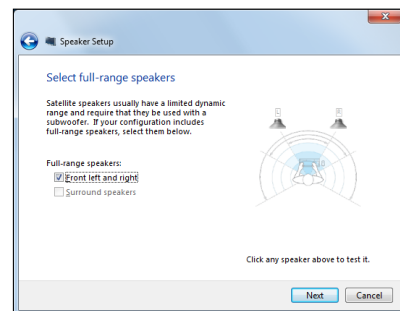 Speaker Setup
Select full-range speakers
Satellite speakers usually have a limited dynamic
range and require that they be used with a
subwoofer. If your configuration includes
full-range speakers, select them below.
L R
Full-range speakers:
Front left and right
Surround speakers
Click any speaker above to test it.
Next Cancel